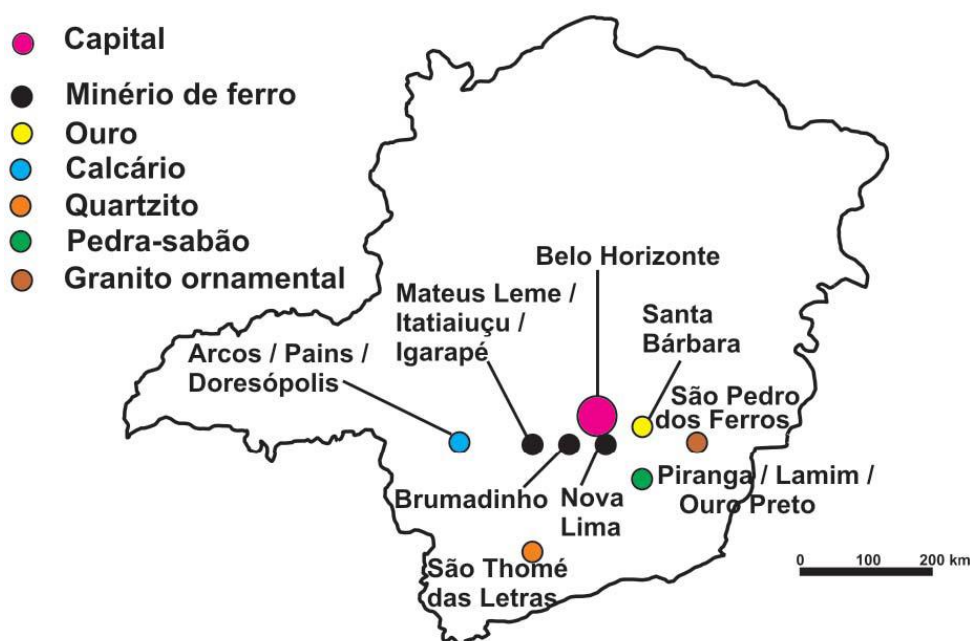 Capital
Minério de ferro
Ouro
Calcário
Quartzito
Pedra-sabão
Granito ornamental
Belo Horizonte
Mateus Leme /
Itatiaiuçu /
Igarapé
Santa
Bárbara
Arcos / Pains /
Doresópolis
São Pedro
dos Ferros
Brumadinho
Nova
Lima
Piranga / Lamim /
Ouro Preto
São Thomé
das Letras
0 100 200 km